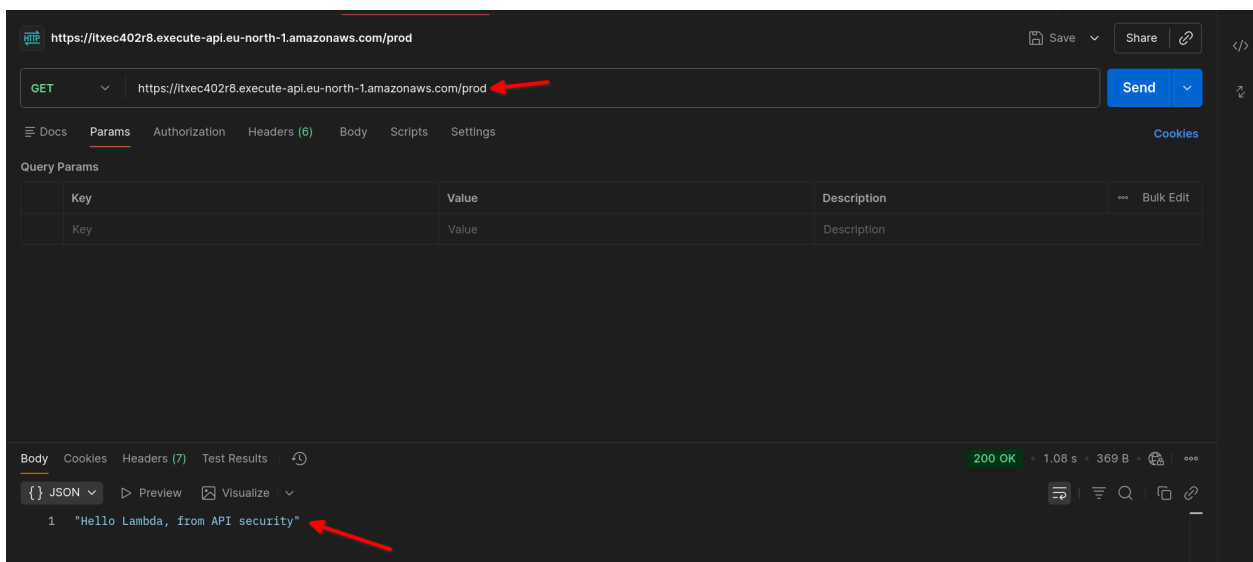 HTTP https://itxec402r8.execute-api.eu-north-1.amazonaws.com/prod Save Share
GET https://itxec402r8.execute-api.eu-north-1.amazonaws.com/prod Send
Docs Params Authorization Headers (6) Body Scripts Settings Cookies
Query Params
Key Value Description Bulk Edit
Key Value Description
Body Cookies Headers (7) Test Results 200 OK 1.08 s 369 B
{} JSON Preview Visualize
1 "Hello Lambda, from API security"